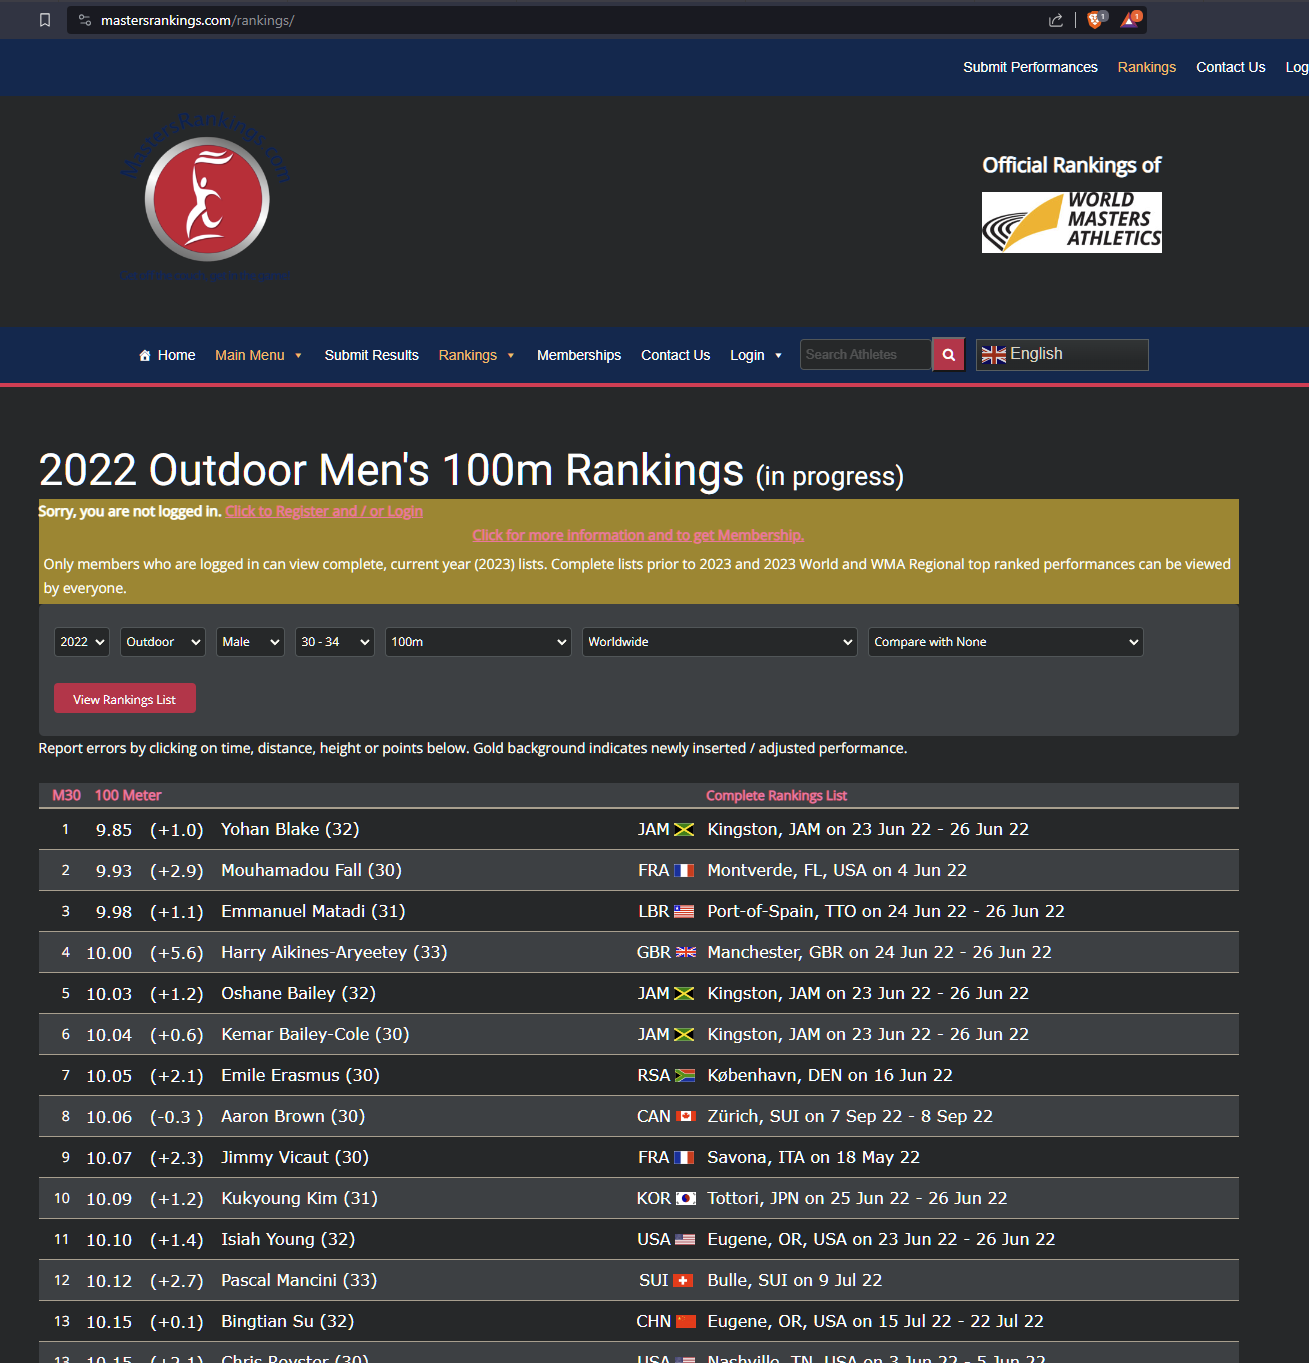 mastersrankings.com/rankings/
1
1
Submit Performances Rankings Contact Us Log
MastersRankings.com
Official Rankings of
WORLD
MASTERS
ATHLETICS
Home Main Menu Submit Results Rankings Memberships Contact Us Login Search Athletes English
2022 Outdoor Men's 100m Rankings (in progress)
Sorry, you are not logged in. Click to Register and / or Login
Click for more information and to get Membership.
Only members who are logged in can view complete, current year (2023) lists. Complete lists prior to 2023 and 2023 World and WMA Regional top ranked performances can be viewed
by everyone.
2022 Outdoor Male 30 - 34 100m Worldwide Compare with None
View Rankings List
Report errors by clicking on time, distance, height or points below. Gold background indicates newly inserted / adjusted performance.
M30 100 Meter Complete Rankings List
1 9.85 (+1.0) Yohan Blake (32) JAM Kingston, JAM on 23 Jun 22 - 26 Jun 22
2 9.93 (+2.9) Mouhamadou Fall (30) FRA Montverde, FL, USA on 4 Jun 22
3 9.98 (+1.1) Emmanuel Matadi (31) LBR Port-of-Spain, TTO on 24 Jun 22 - 26 Jun 22
4 10.00 (+5.6) Harry Aikines-Aryeetey (33) GBR Manchester, GBR on 24 Jun 22 - 26 Jun 22
5 10.03 (+1.2) Oshane Bailey (32) JAM Kingston, JAM on 23 Jun 22 - 26 Jun 22
6 10.04 (+0.6) Kemar Bailey-Cole (30) JAM Kingston, JAM on 23 Jun 22 - 26 Jun 22
7 10.05 (+2.1) Emile Erasmus (30) RSA København, DEN on 16 Jun 22
8 10.06 (-0.3 ) Aaron Brown (30) CAN Zürich, SUI on 7 Sep 22 - 8 Sep 22
9 10.07 (+2.3) Jimmy Vicaut (30) FRA Savona, ITA on 18 May 22
10 10.09 (+1.2) Kukyoung Kim (31) KOR Tottori, JPN on 25 Jun 22 - 26 Jun 22
11 10.10 (+1.4) Isiah Young (32) USA Eugene, OR, USA on 23 Jun 22 - 26 Jun 22
12 10.12 (+2.7) Pascal Mancini (33) SUI Bulle, SUI on 9 Jul 22
13 10.15 (+0.1) Bingtian Su (32) CHN Eugene, OR, USA on 15 Jul 22 - 22 Jul 22
13 10.15 (+2.1) Chris Royster (30) USA Nashville, TN, USA on 3 Jun 22 - 5 Jun 22